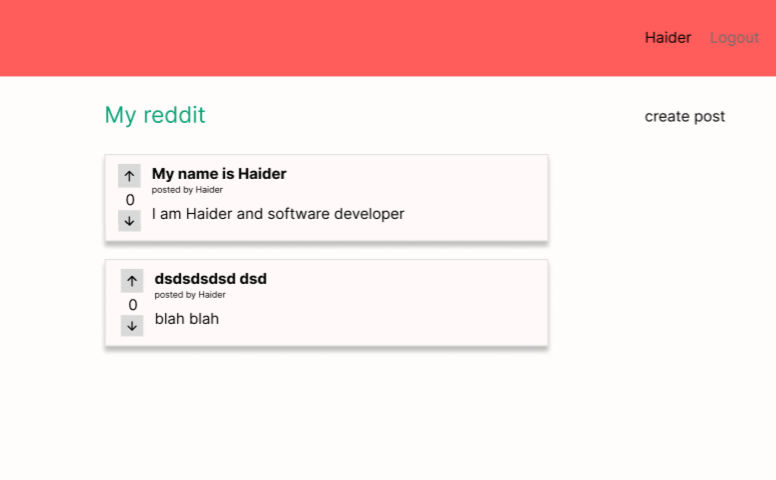 Haider Logout
My reddit
create post
↑
My name is Haider
posted by Haider
0
I am Haider and software developer
↓
↑
dsdsdsdsd dsd
posted by Haider
0
blah blah
↓